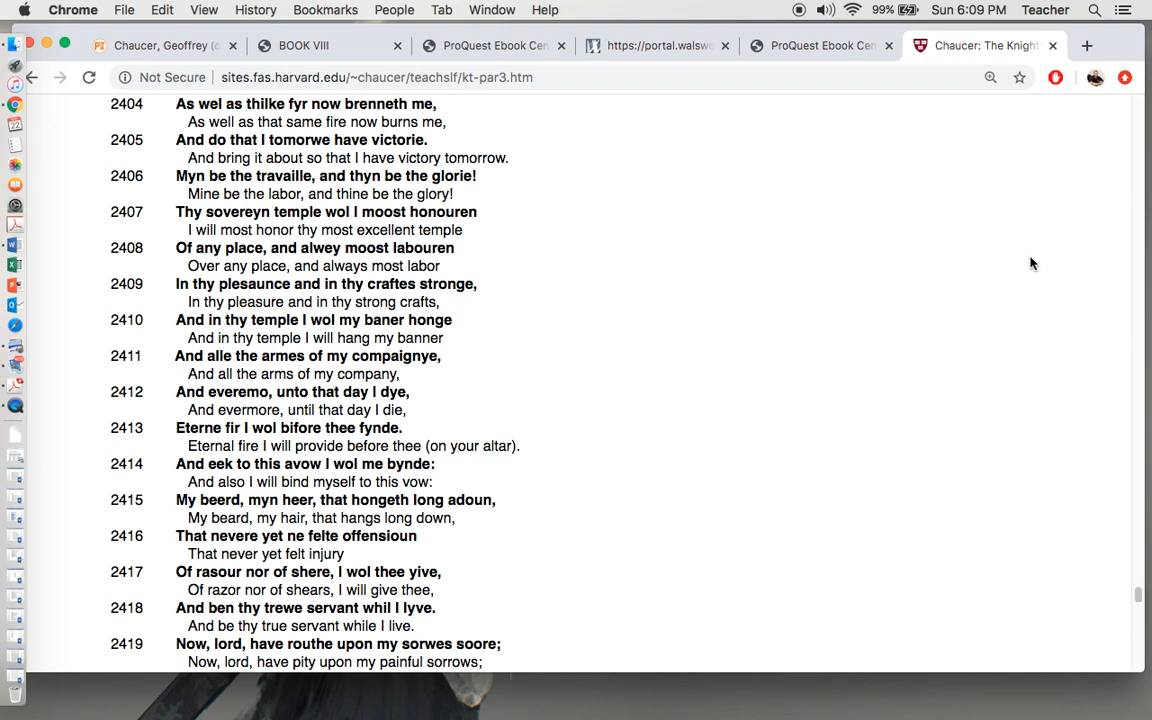 Chrome File Edit View History Bookmarks People Tab Window Help 99% Sun 6:09 PM Teacher
Chaucer, Geoffrey (c BOOK VIII ProQuest Ebook Cen https://portal.walswo ProQuest Ebook Cen Chaucer: The Knigh
Not Secure sites.fas.harvard.edu/~chaucer/teachslf/kt-par3.htm
2404 As wel as thilke fyr now brenneth me,
As well as that same fire now burns me,
2405 And do that I tomorwe have victorie.
And bring it about so that I have victory tomorrow.
2406 Myn be the travaille, and thyn be the glorie!
Mine be the labor, and thine be the glory!
2407 Thy sovereyn temple wol I moost honouren
I will most honor thy most excellent temple
2408 Of any place, and alwey moost labouren
Over any place, and always most labor
2409 In thy plesaunce and in thy craftes stronge,
In thy pleasure and in thy strong crafts,
2410 And in thy temple I wol my baner honge
And in thy temple I will hang my banner
2411 And alle the armes of my compaignye,
And all the arms of my company,
2412 And everemo, unto that day I dye,
And evermore, until that day I die,
2413 Eterne fir I wol bifore thee fynde.
Eternal fire I will provide before thee (on your altar).
2414 And eek to this avow I wol me bynde:
And also I will bind myself to this vow:
2415 My beerd, myn heer, that hongeth long adoun,
My beard, my hair, that hangs long down,
2416 That nevere yet ne felte offensioun
That never yet felt injury
2417 Of rasour nor of shere, I wol thee yive,
Of razor nor of shears, I will give thee,
2418 And ben thy trewe servant whil I lyve.
And be thy true servant while I live.
2419 Now, lord, have routhe upon my sorwes soore;
Now, lord, have pity upon my painful sorrows;